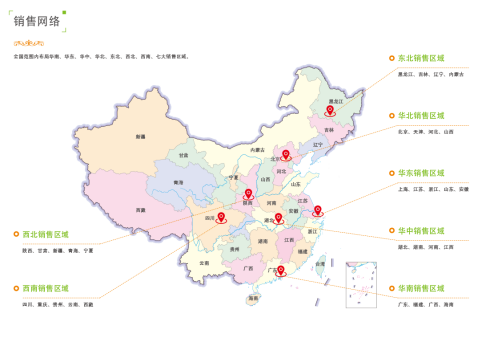 销售网络
全国范围内布局华南、华东、华中、华北、东北、西北、西南，七大销售区域。
东北销售区域
黑龙江、吉林、辽宁、内蒙古
华北销售区域
北京、天津、河北、山西
华东销售区域
上海、江苏、浙江、山东、安徽
华中销售区域
湖北、湖南、河南、江西
华南销售区域
广东、福建、广西、海南
西北销售区域
陕西、甘肃、新疆、青海、宁夏
西南销售区域
四川、重庆、贵州、云南、西藏
黑龙江
吉林
辽宁
内蒙古
新疆
甘肃
北京
河北
山西
山东
宁夏
青海
陕西
河南
江苏
安徽
西藏
四川
湖北
浙江
湖南
江西
贵州
福建
云南
广西
广东
台湾
海南